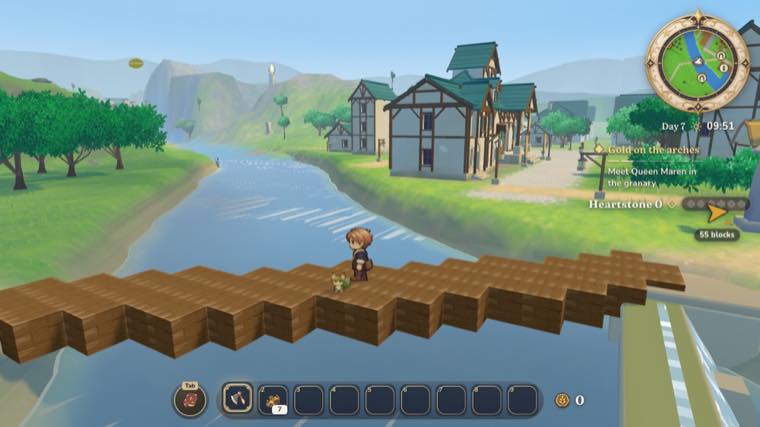 Day 7 09:51
Gold on the arches
Meet Queen Maren in
the granary.
Heartstone 0
55 blocks
Tab
7
0